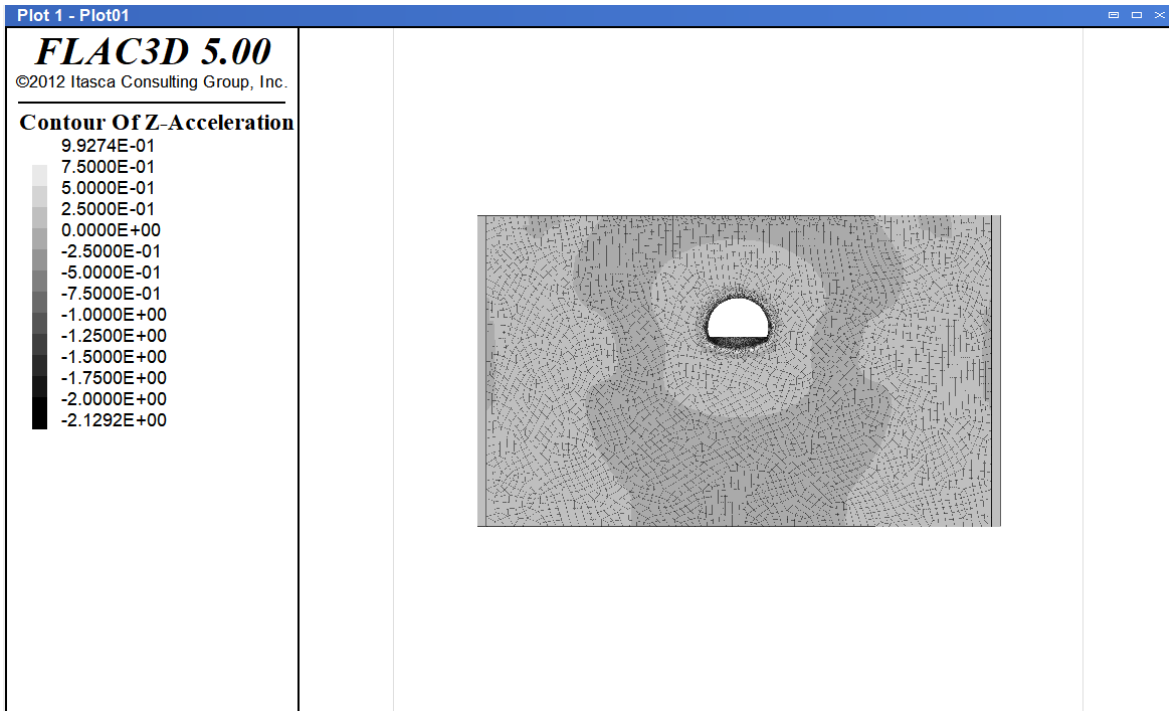 Plot 1 - Plot01
FLAC3D 5.00
©2012 Itasca Consulting Group, Inc.
Contour Of Z-Acceleration
9.9274E-01
7.5000E-01
5.0000E-01
2.5000E-01
0.0000E+00
-2.5000E-01
-5.0000E-01
-7.5000E-01
-1.0000E+00
-1.2500E+00
-1.5000E+00
-1.7500E+00
-2.0000E+00
-2.1292E+00